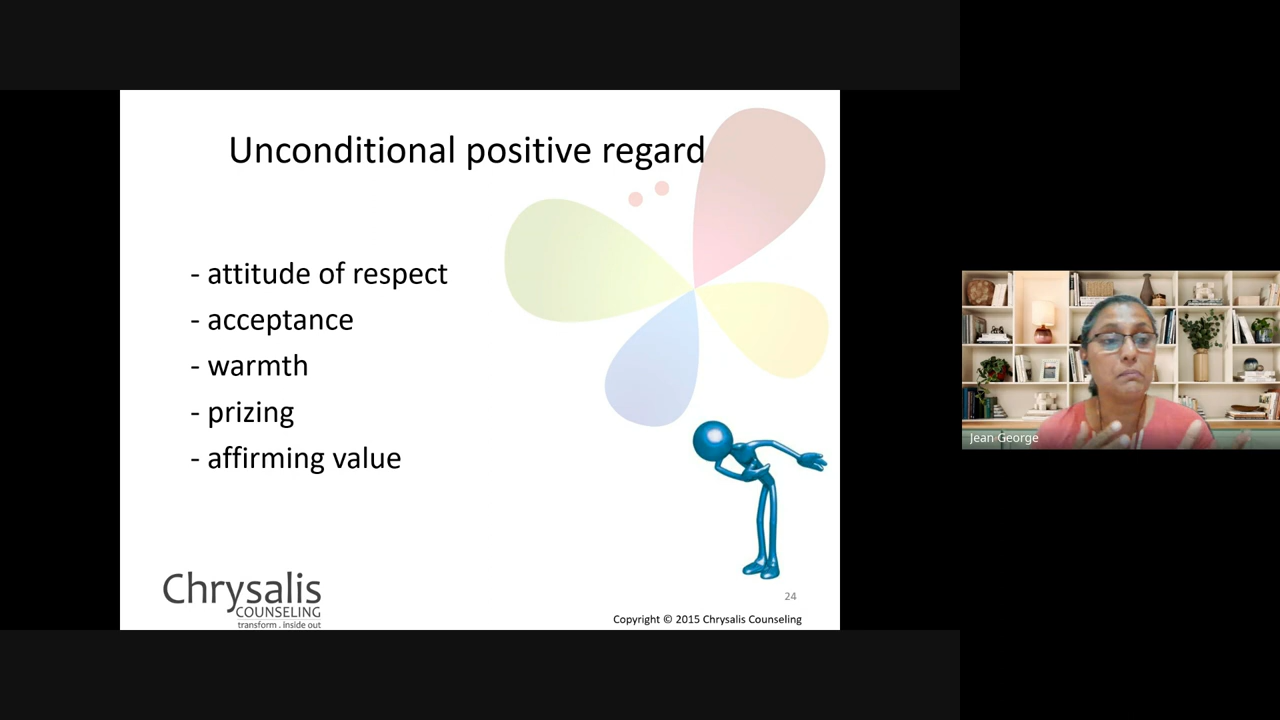 Unconditional positive regard
- attitude of respect
- acceptance
- warmth
- prizing
- affirming value
Chrysalis
COUNSELING
transform . inside out
24
Copyright © 2015 Chrysalis Counseling
Jean George